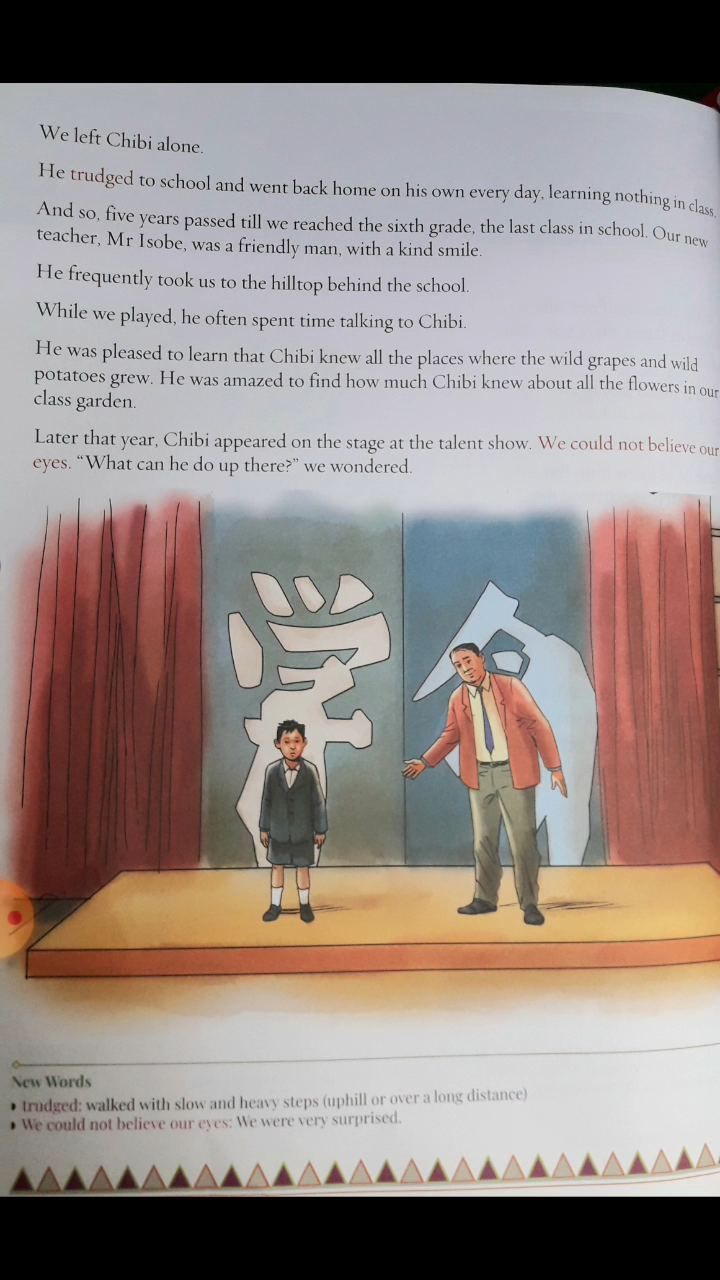 We left Chibi alone.
He trudged to school and went back home on his own every day, learning nothing in class.
And so, five years passed till we reached the sixth grade, the last class in school. Our new
teacher, Mr Isobe, was a friendly man, with a kind smile.
He frequently took us to the hilltop behind the school.
While we played, he often spent time talking to Chibi.
He was pleased to learn that Chibi knew all the places where the wild grapes and wild
potatoes grew. He was amazed to find how much Chibi knew about all the flowers in our
class garden.
Later that year, Chibi appeared on the stage at the talent show. We could not believe our
eyes. “What can he do up there?” we wondered.
学
New Words
• trudged: walked with slow and heavy steps (uphill or over a long distance)
• We could not believe our eyes: We were very surprised.